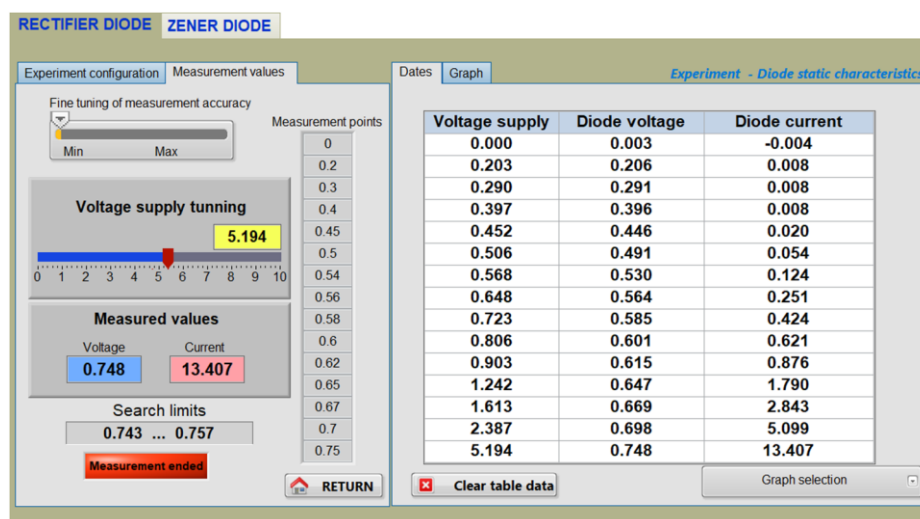 RECTIFIER DIODE ZENER DIODE
Experiment configuration Measurement values
Fine tuning of measurement accuracy
Min Max
Measurement points
0
0.2
0.3
0.4
0.45
0.5
0.54
0.56
0.58
0.6
0.62
0.65
0.67
0.7
0.75
Voltage supply tunning
5.194
0 1 2 3 4 5 6 7 8 9 10
Measured values
Voltage Current
0.748 13.407
Search limits
0.743 ... 0.757
Measurement ended
RETURN
Dates Graph
Experiment - Diode static characteristics
Voltage supply Diode voltage Diode current
0.000 0.003 -0.004
0.203 0.206 0.008
0.290 0.291 0.008
0.397 0.396 0.008
0.452 0.446 0.020
0.506 0.491 0.054
0.568 0.530 0.124
0.648 0.564 0.251
0.723 0.585 0.424
0.806 0.601 0.621
0.903 0.615 0.876
1.242 0.647 1.790
1.613 0.669 2.843
2.387 0.698 5.099
5.194 0.748 13.407
Clear table data
Graph selection